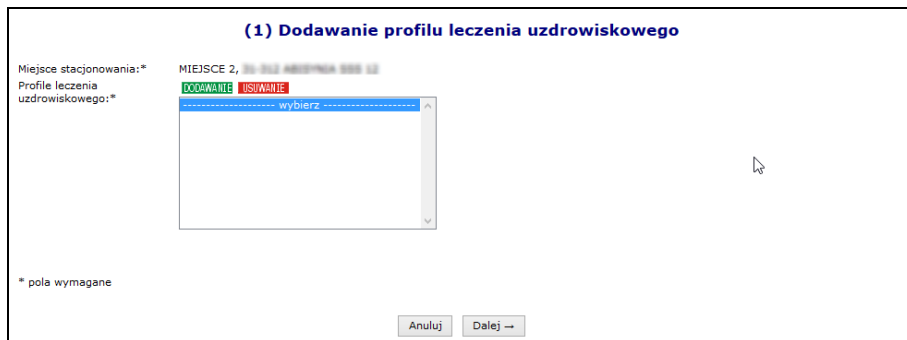 (1) Dodawanie profilu leczenia uzdrowiskowego
Miejsce stacjonowania:* MIEJSCE 2,
Profile leczenia
uzdrowiskowego:*
DODAWANIE USUWANIE
-------------------- wybierz --------------------
* pola wymagane
Anuluj Dalej →